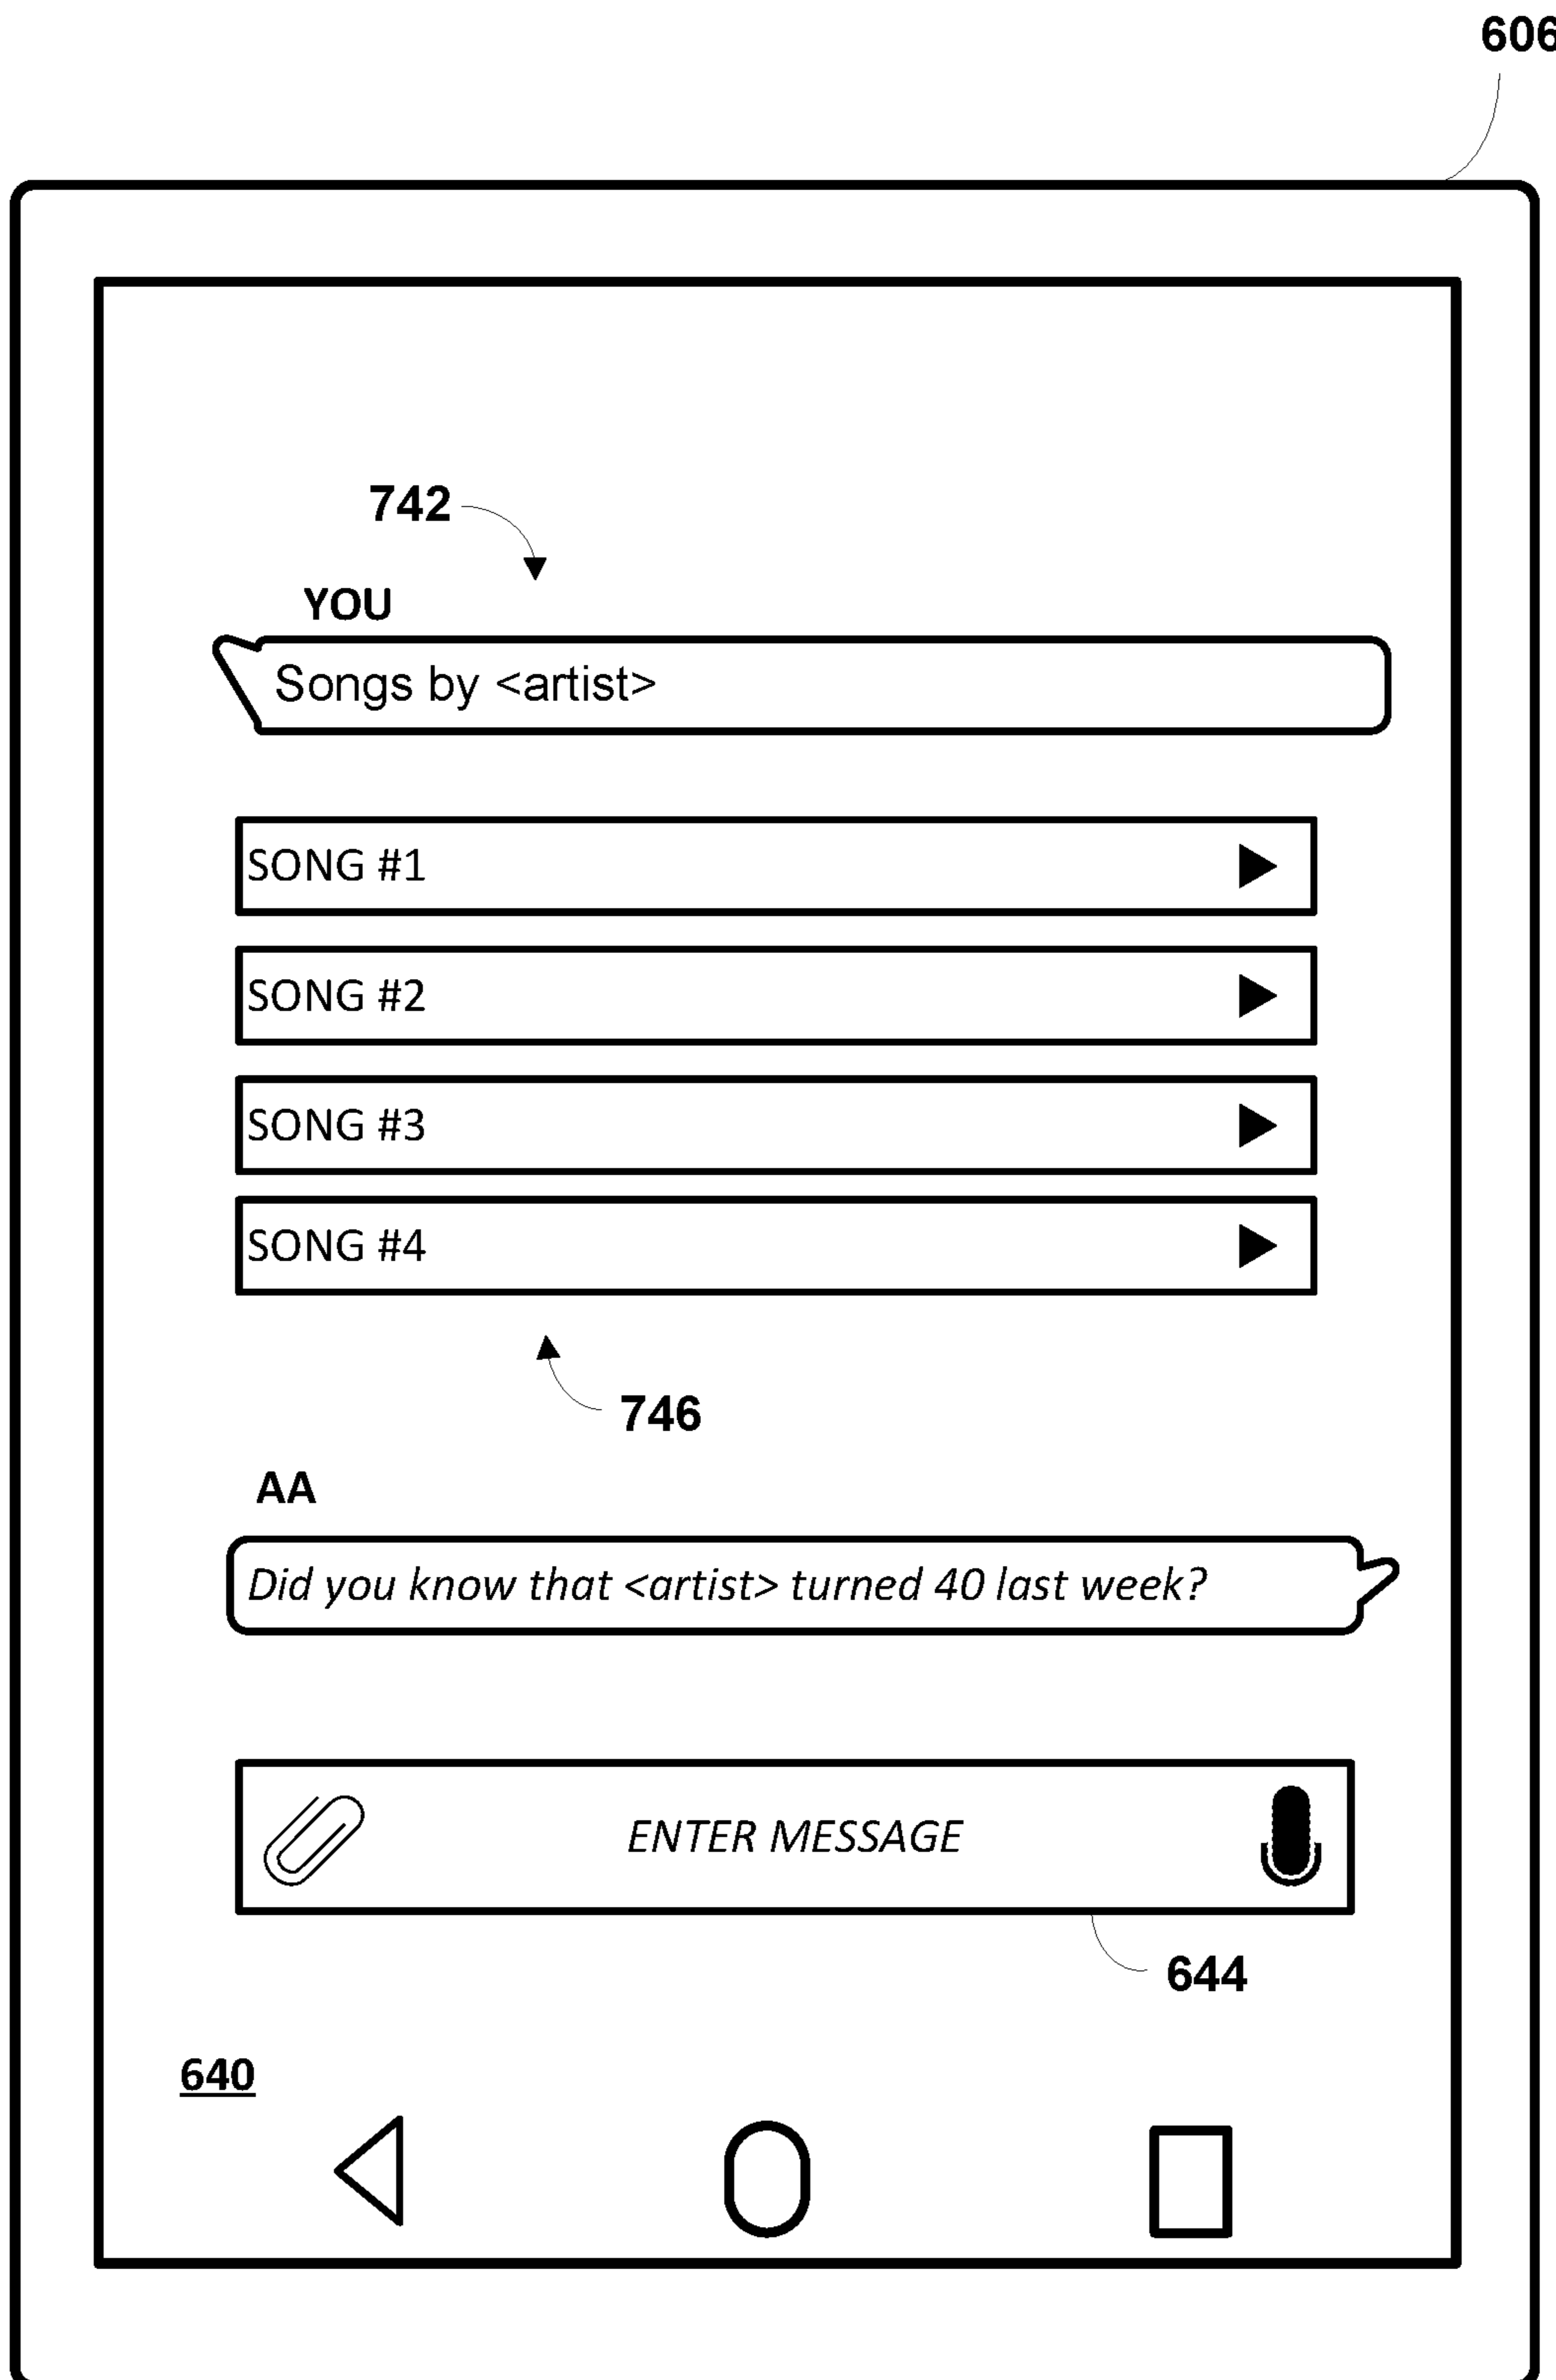 606
742
YOU
Songs by <artist>
SONG #1
SONG #2
SONG #3
SONG #4
746
AA
Did you know that <artist> turned 40 last week?
ENTER MESSAGE
644
640